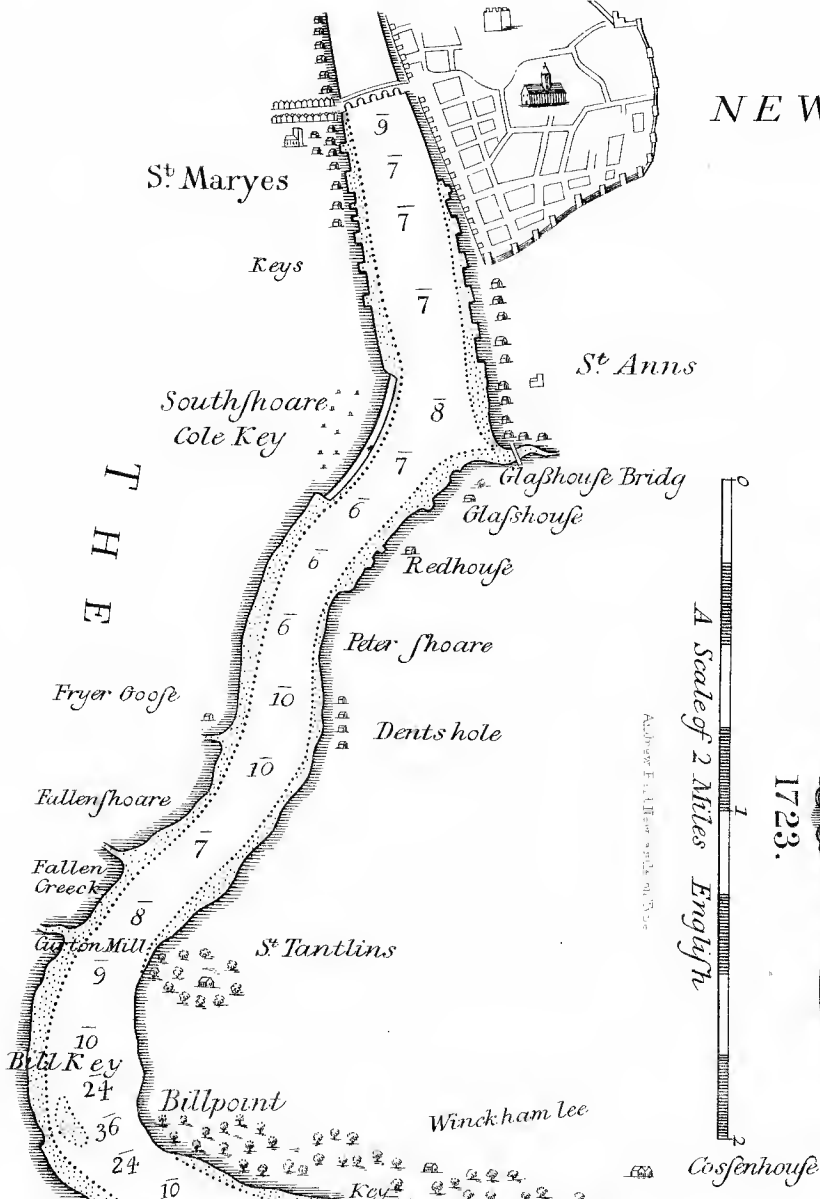 NEW
9
7
St. Maryes
7
Keys
7
St. Anns
Southſhoare
Cole Key
8
7
Glaßhouſe Bridg
0
6
Glaſshouſe
THE
6
Redhouſe
6
Peter ſhoare
Fryer Gooſe
10
Dents hole
10
Fallenſhoare
7
Fallen
Creeck
8
St. Tantlins
9
10
Bill Key
24
Billpoint
36
Winckham lee
24
10
Key
Coſsenhouſe
A Scale of 2 Miles Engliſh
1
2
1723.